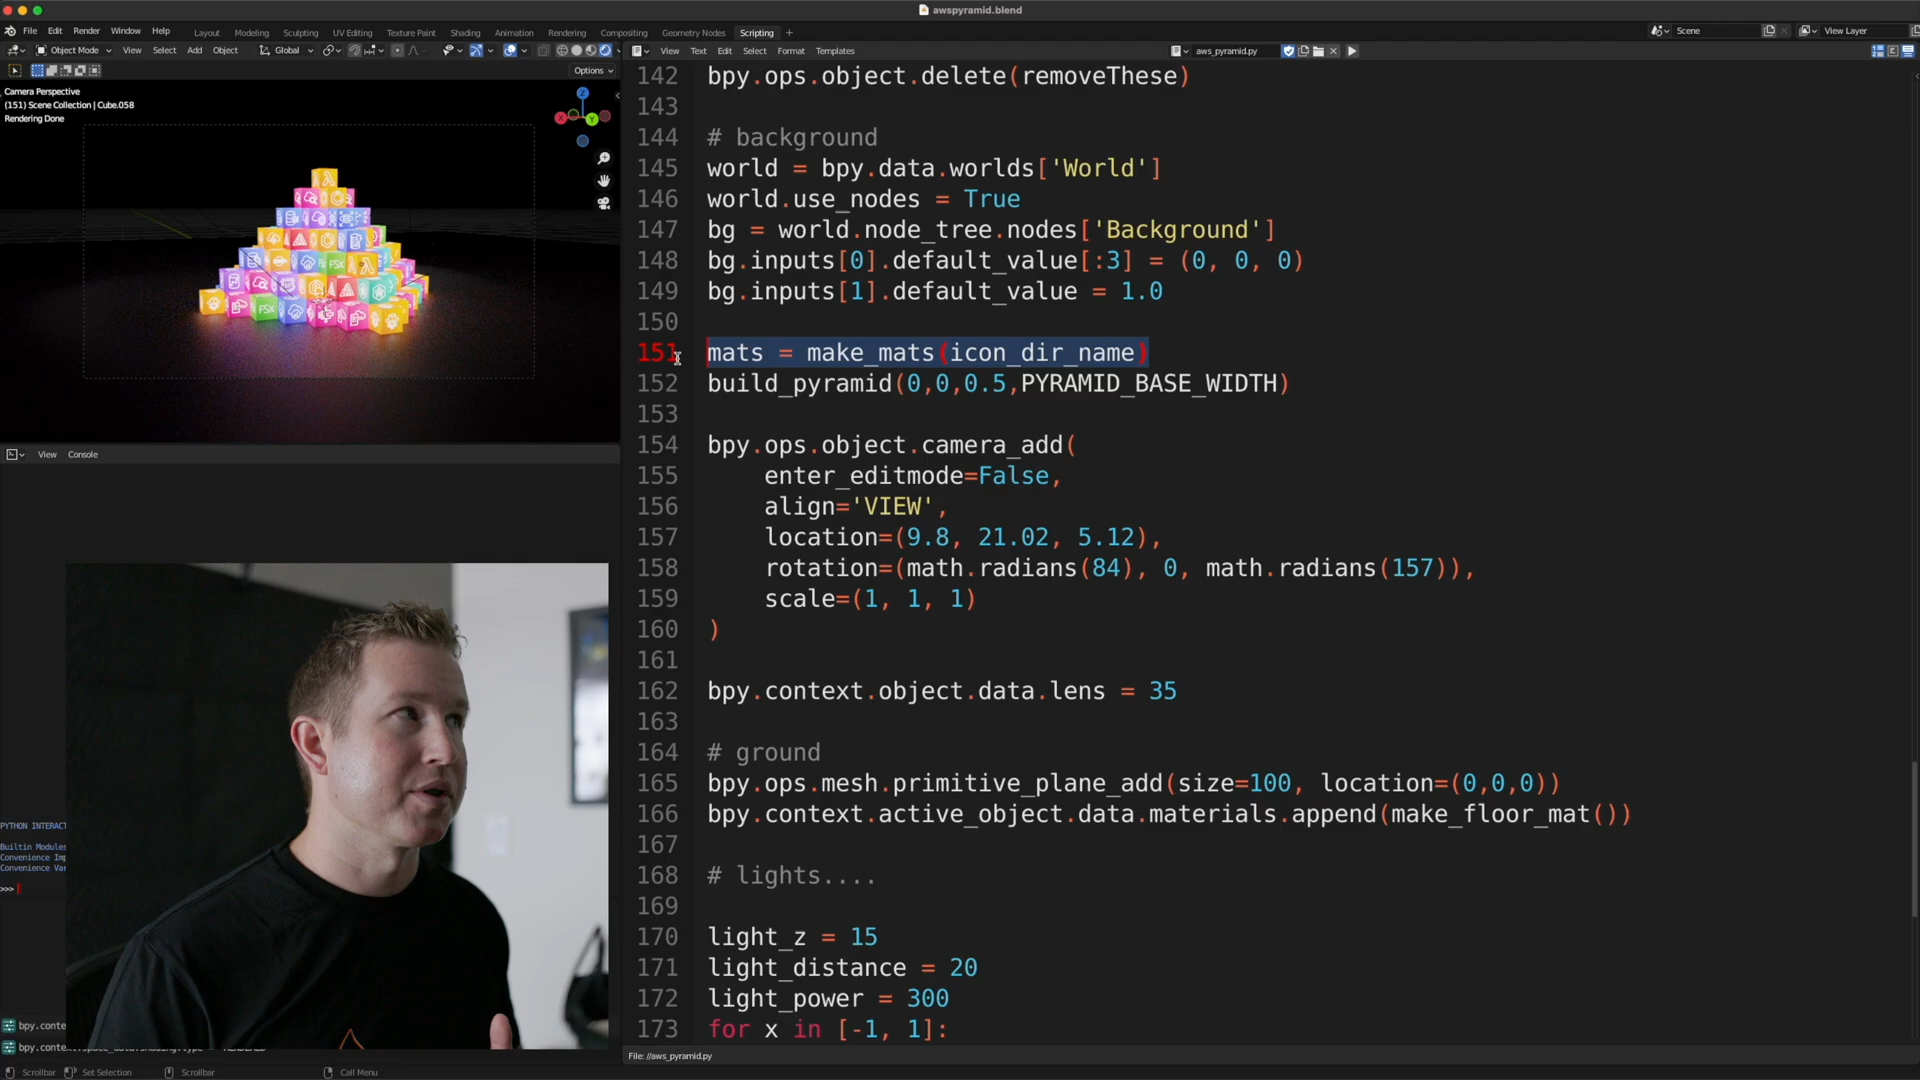 awspyramid.blend
File Edit Render Window Help Layout Modeling Sculpting UV Editing Texture Paint Shading Animation Rendering Compositing Geometry Nodes Scripting + Scene View Layer
Object Mode View Select Add Object Global View Text Edit Select Format Templates aws_pyramid.py
Options
Camera Perspective
(151) Scene Collection | Cube.058
Rendering Done
Z
X
Y
FSX
FSX
142 bpy.ops.object.delete(removeThese)
143
144 # background
145 world = bpy.data.worlds['World']
146 world.use_nodes = True
147 bg = world.node_tree.nodes['Background']
148 bg.inputs[0].default_value[:3] = (0, 0, 0)
149 bg.inputs[1].default_value = 1.0
150
151 mats = make_mats(icon_dir_name)
152 build_pyramid(0,0,0.5,PYRAMID_BASE_WIDTH)
153
154 bpy.ops.object.camera_add(
155 enter_editmode=False,
156 align='VIEW',
157 location=(9.8, 21.02, 5.12),
158 rotation=(math.radians(84), 0, math.radians(157)),
159 scale=(1, 1, 1)
160 )
161
162 bpy.context.object.data.lens = 35
163
164 # ground
165 bpy.ops.mesh.primitive_plane_add(size=100, location=(0,0,0))
166 bpy.context.active_object.data.materials.append(make_floor_mat())
167
168 # lights....
169
170 light_z = 15
171 light_distance = 20
172 light_power = 300
173 for x in [-1, 1]:
View Console
PYTHON INTERACT
Builtin Modules
Convenience Imp
Convenience Var
>>>
bpy.conte
File: //aws_pyramid.py
Scrollbar Set Selection Scrollbar Call Menu